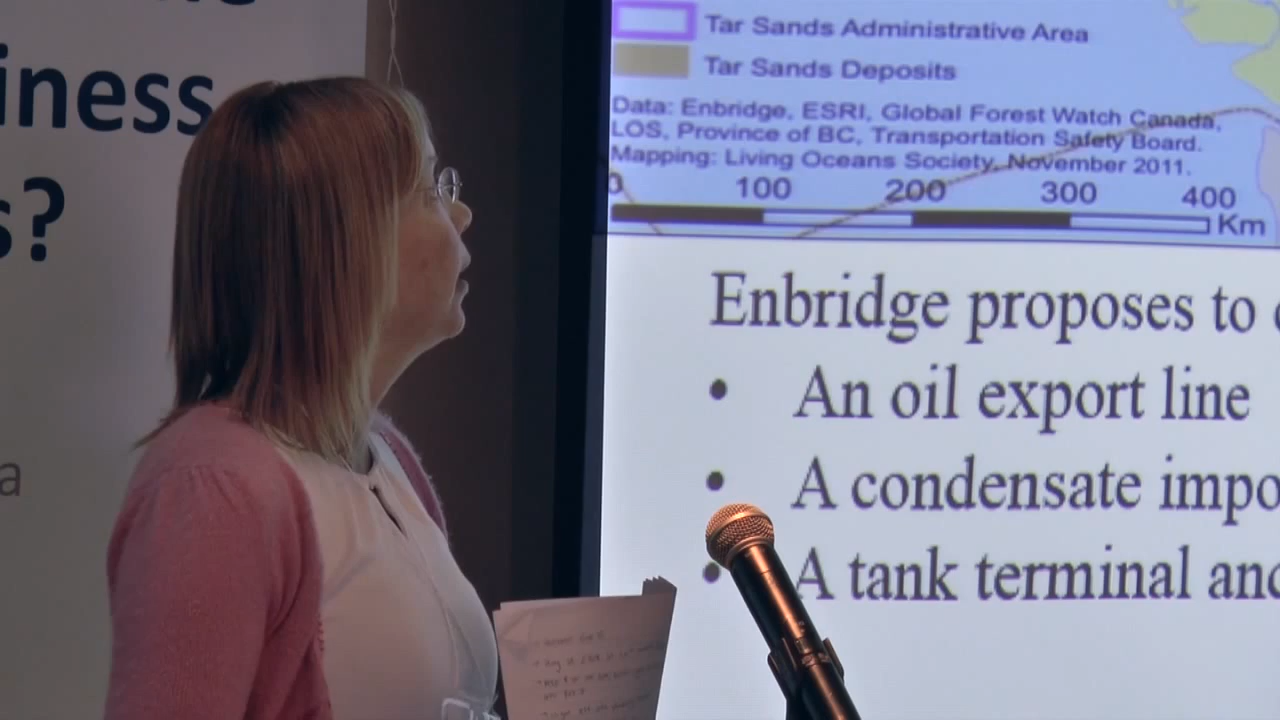 iness
s?
a
Tar Sands Administrative Area
Tar Sands Deposits
Data: Enbridge, ESRI, Global Forest Watch Canada,
LOS, Province of BC, Transportation Safety Board.
Mapping: Living Oceans Society, November 2011.
0 100 200 300 400
Km
Enbridge proposes to
• An oil export line
• A condensate impo
• A tank terminal and